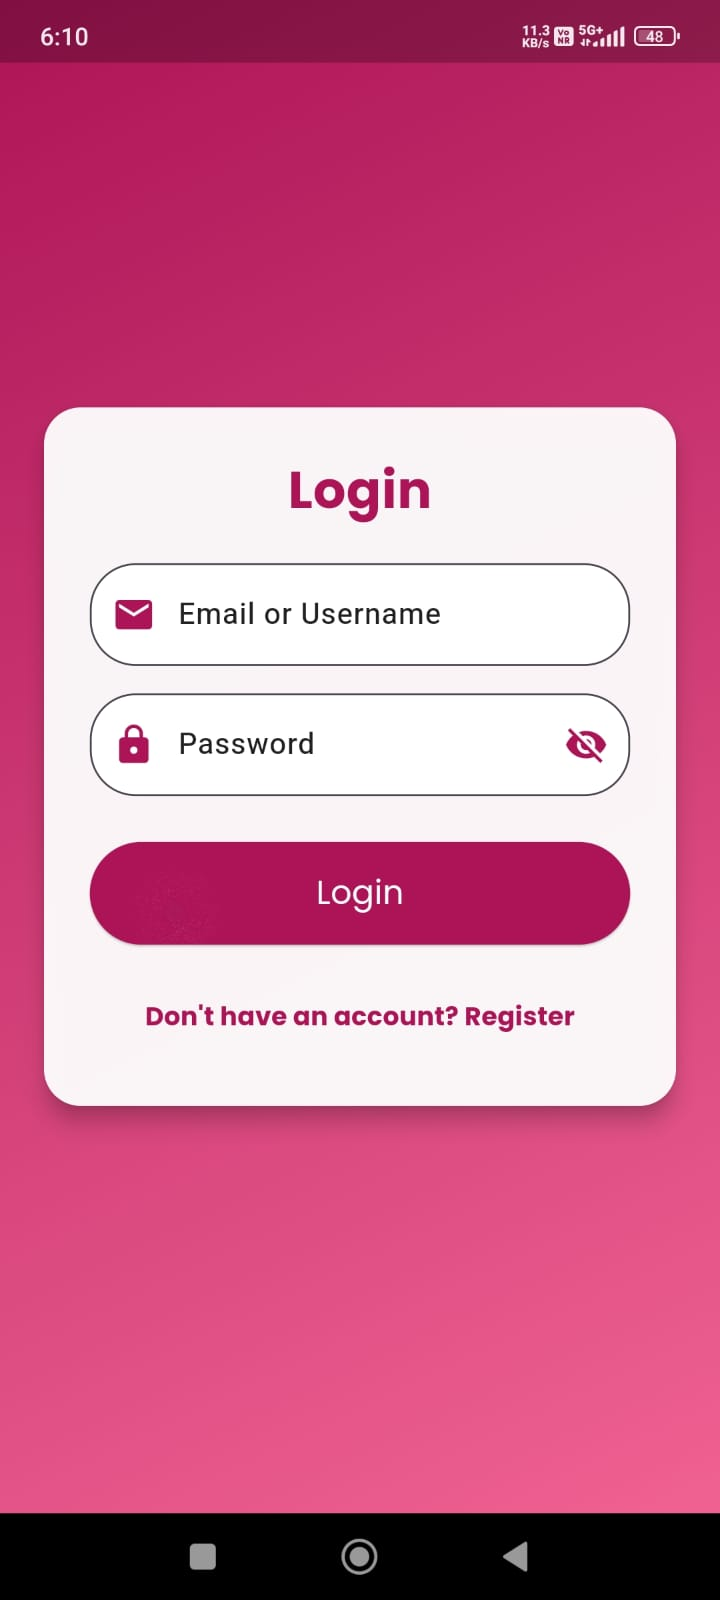 6:10
11.3 KB/s Vo NR 5G+ 48
Login
Email or Username
Password
Login
Don't have an account? Register